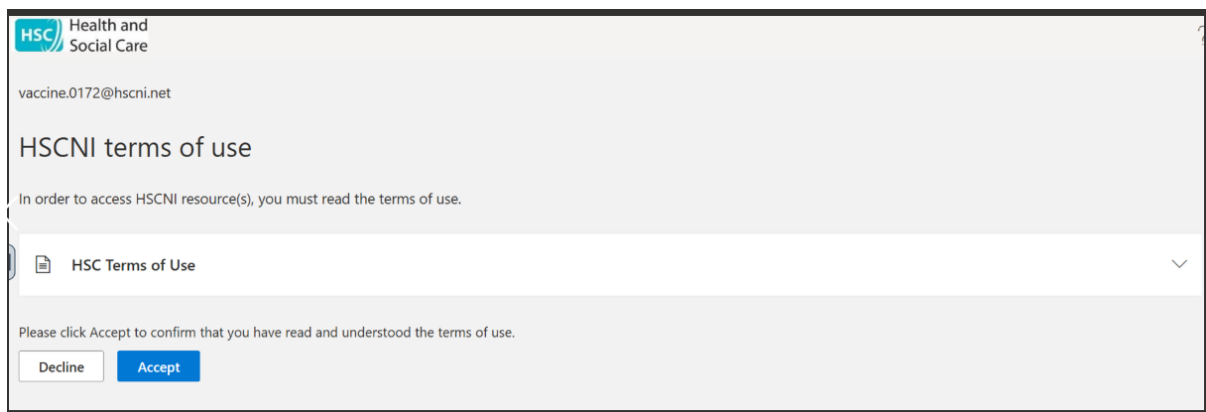 HSC Health and
Social Care
vaccine.0172@hscni.net
HSCNI terms of use
In order to access HSCNI resource(s), you must read the terms of use.
HSC Terms of Use
Please click Accept to confirm that you have read and understood the terms of use.
Decline Accept